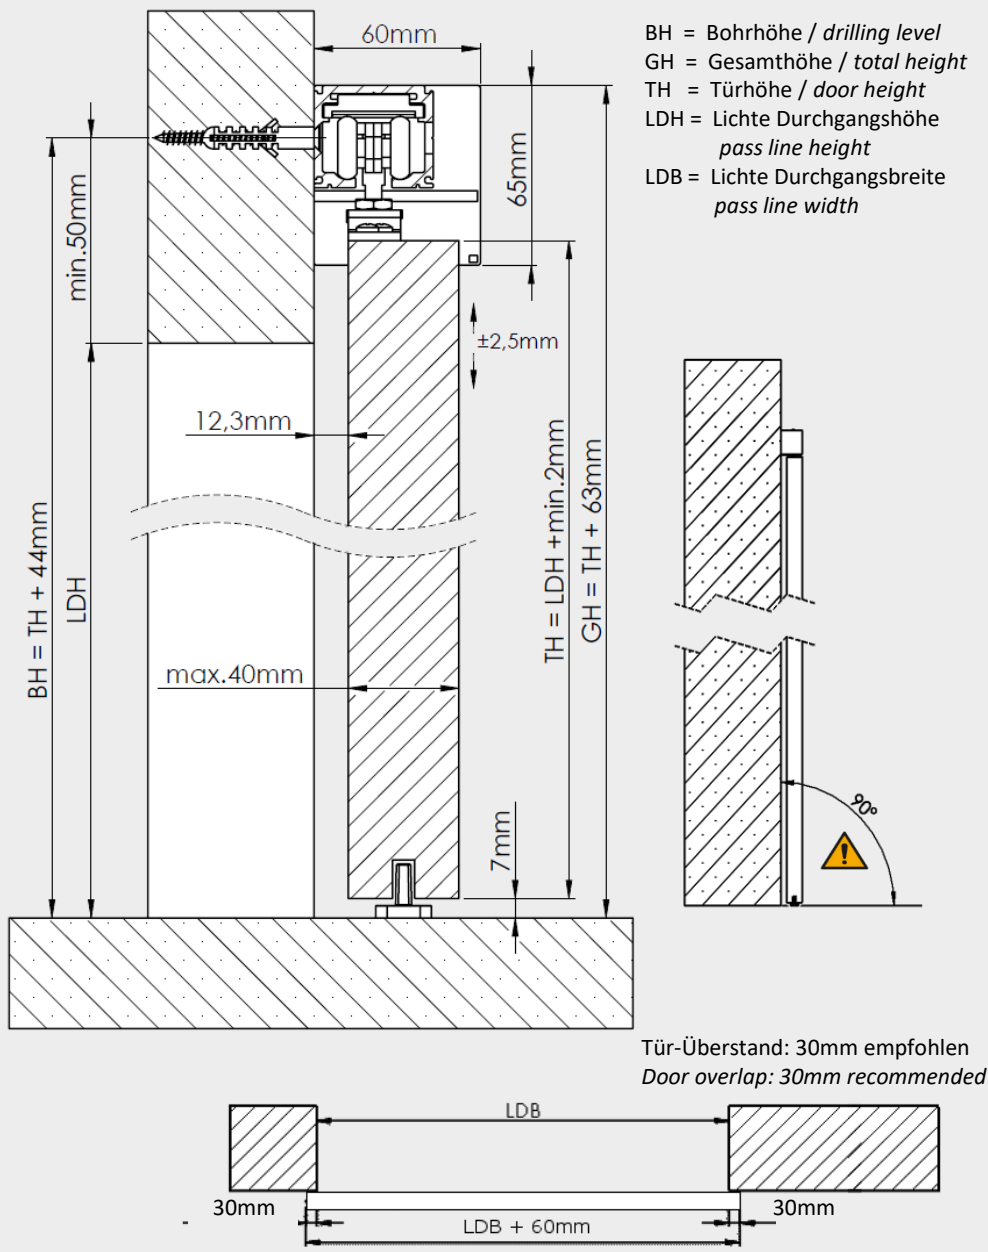 60mm
BH = Bohrhöhe / drilling level
GH = Gesamthöhe / total height
TH = Türhöhe / door height
LDH = Lichte Durchgangshöhe
pass line height
LDB = Lichte Durchgangsbreite
pass line width
65mm
min.50mm
±2,5mm
12,3mm
BH = TH + 44mm
LDH
TH = LDH +min.2mm
GH = TH + 63mm
max.40mm
7mm
90°
!
Tür-Überstand: 30mm empfohlen
Door overlap: 30mm recommended
LDB
30mm
30mm
LDB + 60mm